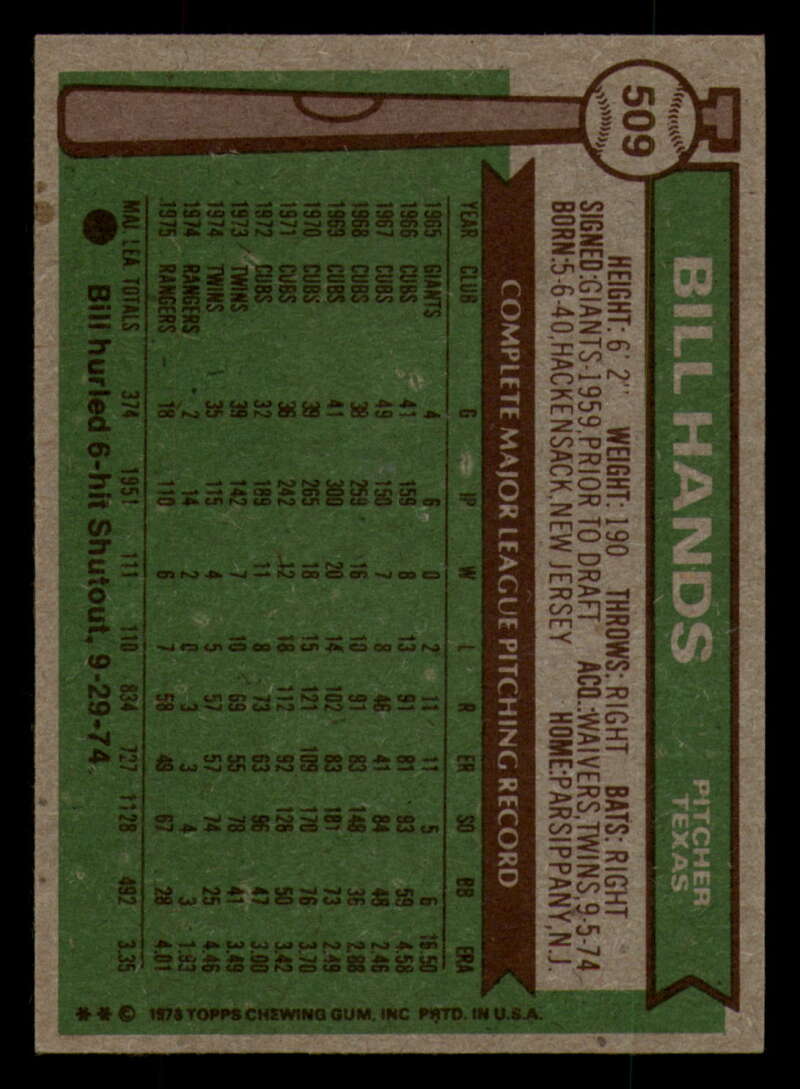 509
BILL HANDS
PITCHER
TEXAS
HEIGHT: 6' 2" WEIGHT: 190 THROWS: RIGHT BATS: RIGHT
SIGNED: GIANTS-1959, PRIOR TO DRAFT ACQ.: WAIVERS, TWINS, 9-5-74
BORN: 5-6-40, HACKENSACK, NEW JERSEY HOME: PARSIPPANY, N.J.
COMPLETE MAJOR LEAGUE PITCHING RECORD
YEAR CLUB G IP W L R ER SO BB ERA
1965 GIANTS 4 6 0 2 11 11 5 6 16.50
1966 CUBS 41 159 8 13 91 81 83 59 4.58
1967 CUBS 49 150 7 8 46 41 84 48 2.46
1968 CUBS 38 259 16 10 91 83 148 36 2.88
1969 CUBS 41 300 20 14 102 83 181 73 2.49
1970 CUBS 39 265 18 15 121 109 170 76 3.70
1971 CUBS 36 242 12 18 112 92 128 50 3.42
1972 CUBS 32 189 11 8 73 63 96 47 3.00
1973 TWINS 39 142 7 10 69 55 78 41 3.49
1974 TWINS 35 115 4 5 57 57 74 25 4.46
1974 RANGERS 2 14 2 0 3 3 4 3 1.93
1975 RANGERS 18 110 6 7 58 49 67 28 4.01
MAJ. LEA. TOTALS 374 1951 111 110 834 727 1128 492 3.35
Bill hurled 6-hit Shutout, 9-29-74.
** © 1976 TOPPS CHEWING GUM, INC PRTD. IN U.S.A.